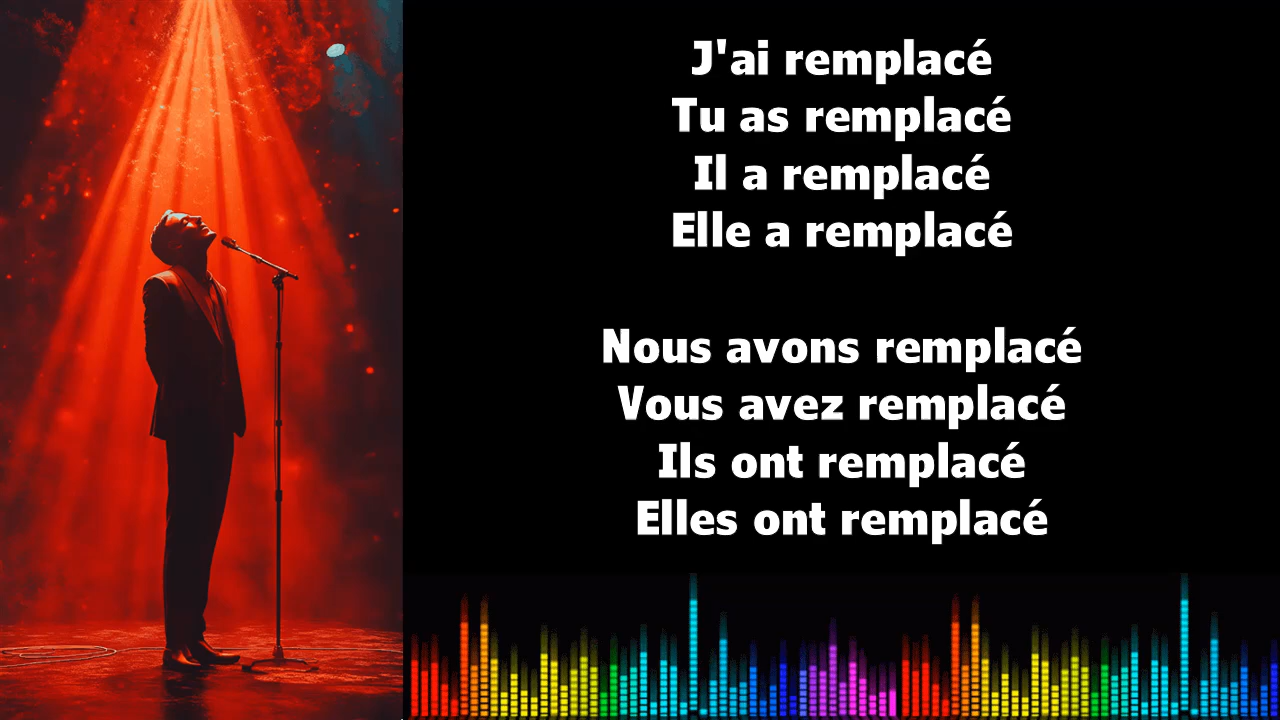 J'ai remplacé
Tu as remplacé
Il a remplacé
Elle a remplacé
Nous avons remplacé
Vous avez remplacé
Ils ont remplacé
Elles ont remplacé